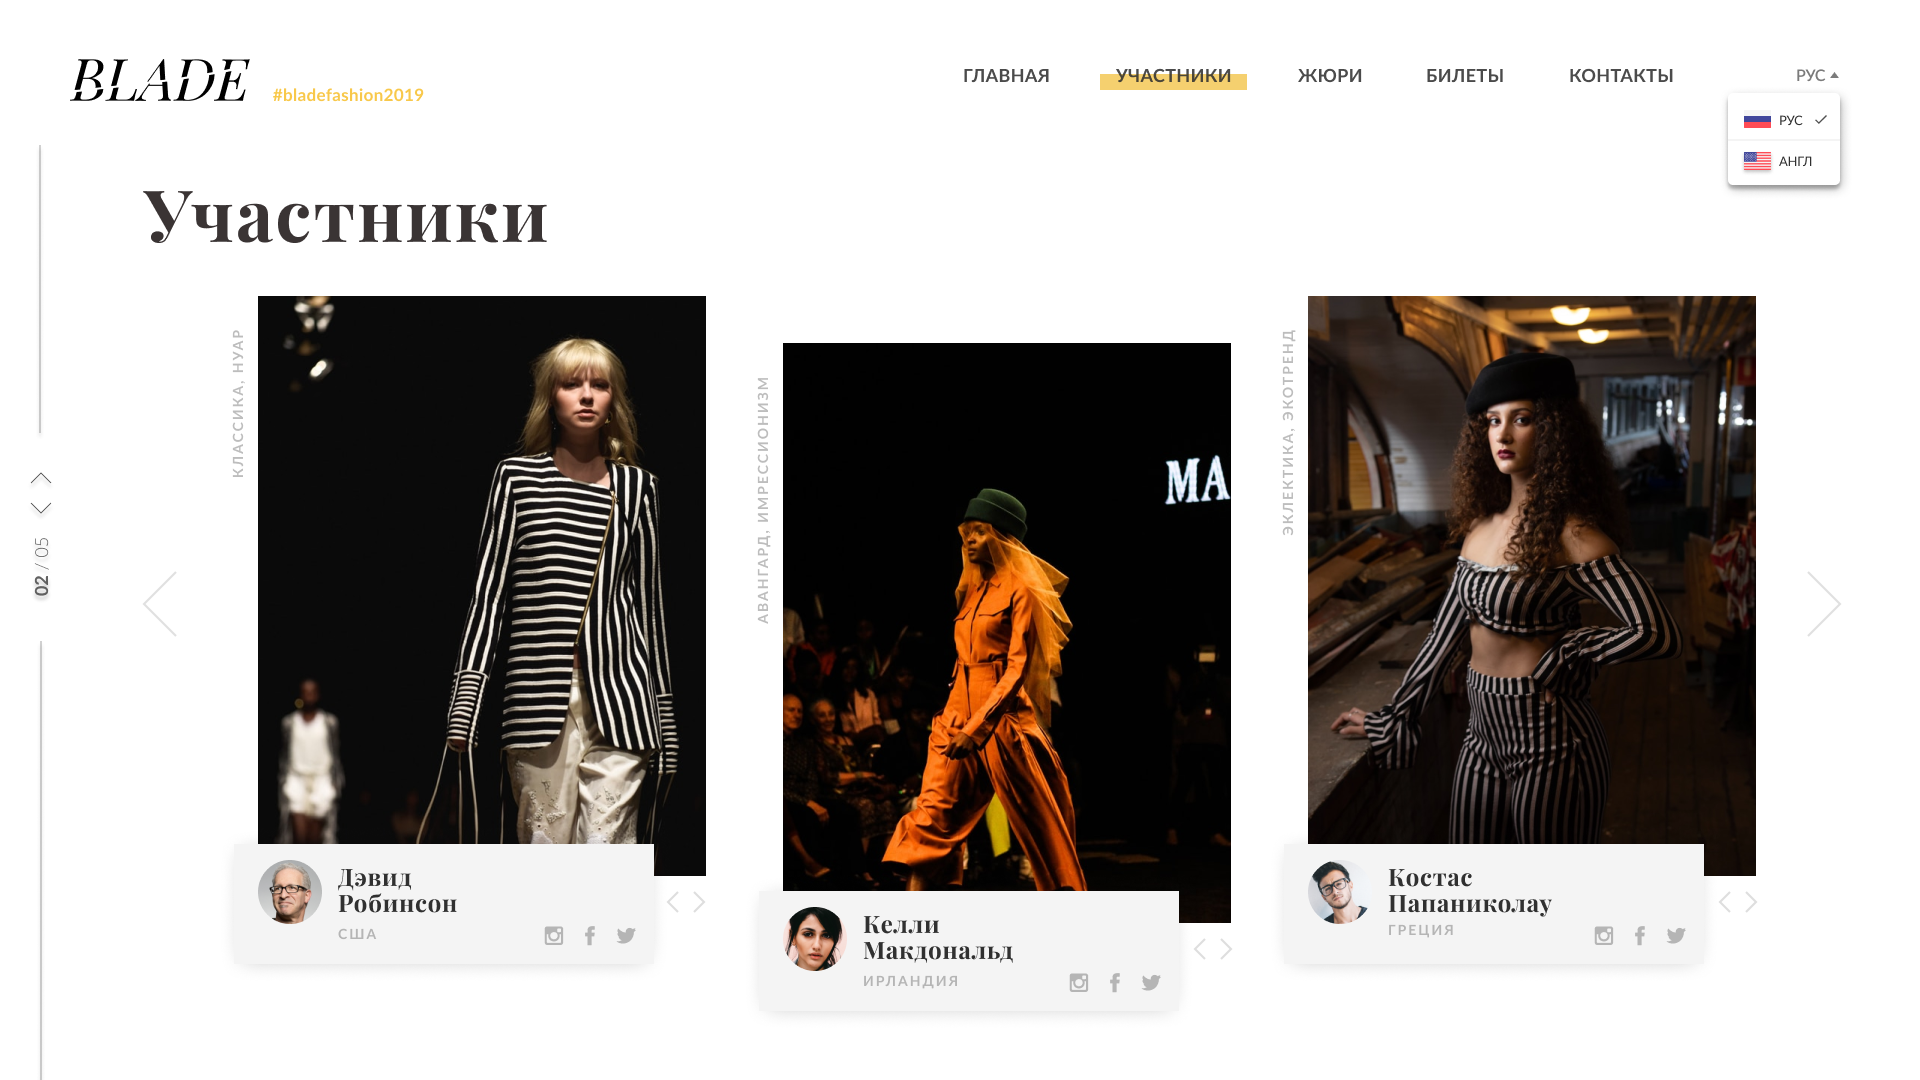 BLADE
#bladefashion2019
ГЛАВНАЯ
УЧАСТНИКИ
ЖЮРИ
БИЛЕТЫ
КОНТАКТЫ
РУС
РУС
АНГЛ
Участники
02 / 05
КЛАССИКА, НУАР
Дэвид
Робинсон
США
АВАНГАРД, ИМРЕССИОНИЗМ
MA
Келли
Макдональд
ИРЛАНДИЯ
ЭКЛЕКТИКА, ЭКОТРЕНД
Костас
Папаниколау
ГРЕЦИЯ